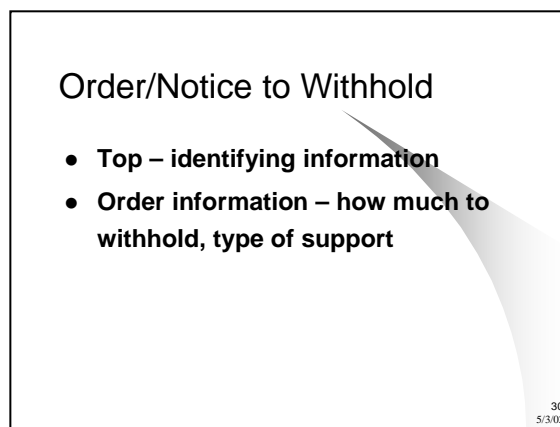 Order/Notice to Withhold
● Top – identifying information
● Order information – how much to
withhold, type of support
30